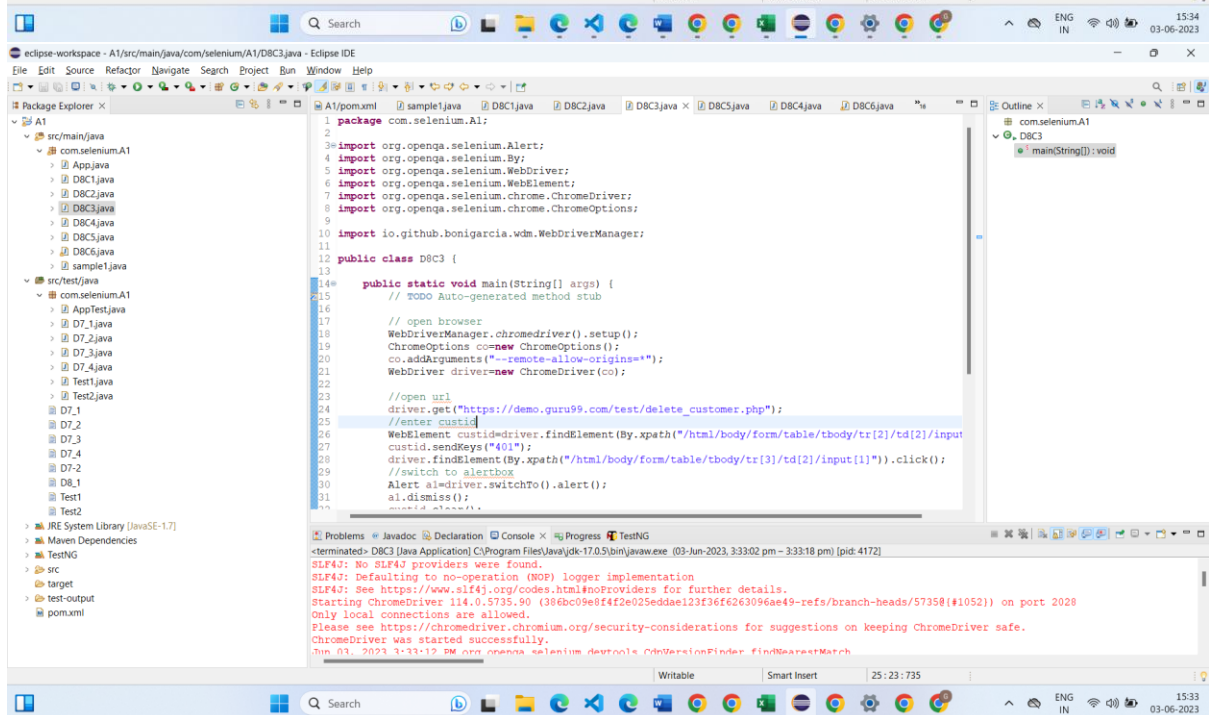 Search
ENG
IN
15:34
03-06-2023
eclipse-workspace - A1/src/main/java/com/selenium/A1/D8C3.java - Eclipse IDE
File Edit Source Refactor Navigate Search Project Run Window Help
Package Explorer
A1/pom.xml sample1.java D8C1.java D8C2.java D8C3.java D8C5.java D8C4.java D8C6.java
Outline
A1
src/main/java
com.selenium.A1
App.java
D8C1.java
D8C2.java
D8C3.java
D8C4.java
D8C5.java
D8C6.java
sample1.java
src/test/java
com.selenium.A1
AppTest.java
D7_1.java
D7_2.java
D7_3.java
D7_4.java
Test1.java
Test2.java
D7_1
D7_2
D7_3
D7_4
D7-2
D8_1
Test1
Test2
JRE System Library [JavaSE-1.7]
Maven Dependencies
TestNG
src
target
test-output
pom.xml
1 package com.selenium.A1;
2
3 import org.openqa.selenium.Alert;
4 import org.openqa.selenium.By;
5 import org.openqa.selenium.WebDriver;
6 import org.openqa.selenium.WebElement;
7 import org.openqa.selenium.chrome.ChromeDriver;
8 import org.openqa.selenium.chrome.ChromeOptions;
9
10 import io.github.bonigarcia.wdm.WebDriverManager;
11
12 public class D8C3 {
13
14 public static void main(String[] args) {
15 // TODO Auto-generated method stub
16
17 // open browser
18 WebDriverManager.chromedriver().setup();
19 ChromeOptions co=new ChromeOptions();
20 co.addArguments("--remote-allow-origins=*");
21 WebDriver driver=new ChromeDriver(co);
22
23 //open url
24 driver.get("https://demo.guru99.com/test/delete_customer.php");
25 //enter custid
26 WebElement custid=driver.findElement(By.xpath("/html/body/form/table/tbody/tr[2]/td[2]/input
27 custid.sendKeys("401");
28 driver.findElement(By.xpath("/html/body/form/table/tbody/tr[3]/td[2]/input[1]")).click();
29 //switch to alertbox
30 Alert al=driver.switchTo().alert();
31 al.dismiss();
32 custid.clear();
com.selenium.A1
D8C3
main(String[]) : void
Problems Javadoc Declaration Console Progress TestNG
<terminated> D8C3 [Java Application] C:\Program Files\Java\jdk-17.0.5\bin\javaw.exe (03-Jun-2023, 3:33:02 pm – 3:33:18 pm) [pid: 4172]
SLF4J: No SLF4J providers were found.
SLF4J: Defaulting to no-operation (NOP) logger implementation
SLF4J: See https://www.slf4j.org/codes.html#noProviders for further details.
Starting ChromeDriver 114.0.5735.90 (386bc09e8f4f2e025eddae123f36f6263096ae49-refs/branch-heads/5735@{#1052}) on port 2028
Only local connections are allowed.
Please see https://chromedriver.chromium.org/security-considerations for suggestions on keeping ChromeDriver safe.
ChromeDriver was started successfully.
Jun 03, 2023 3:33:12 PM org.openqa.selenium.devtools.CdpVersionFinder findNearestMatch
Writable Smart Insert 25 : 23 : 735
Search
ENG
IN
15:33
03-06-2023